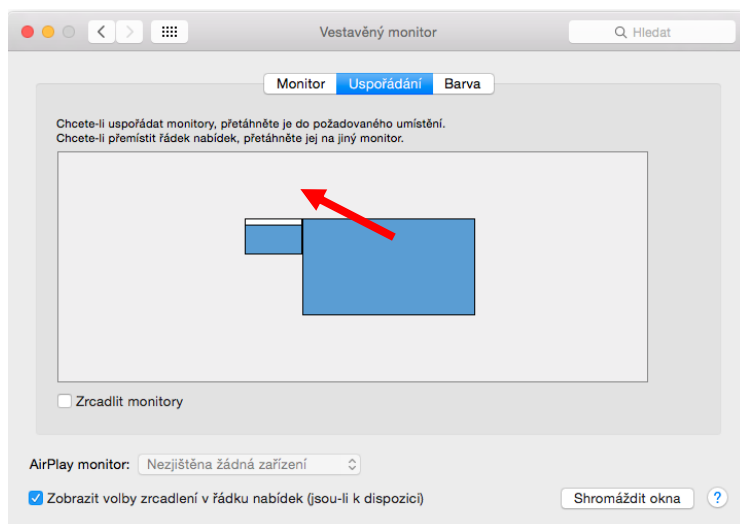 Vestavěný monitor
Hledat
Monitor Uspořádání Barva
Chcete-li uspořádat monitory, přetáhněte je do požadovaného umístění.
Chcete-li přemístit řádek nabídek, přetáhněte jej na jiný monitor.
Zrcadlit monitory
AirPlay monitor: Nezjištěna žádná zařízení
Zobrazit volby zrcadlení v řádku nabídek (jsou-li k dispozici)
Shromáždit okna ?